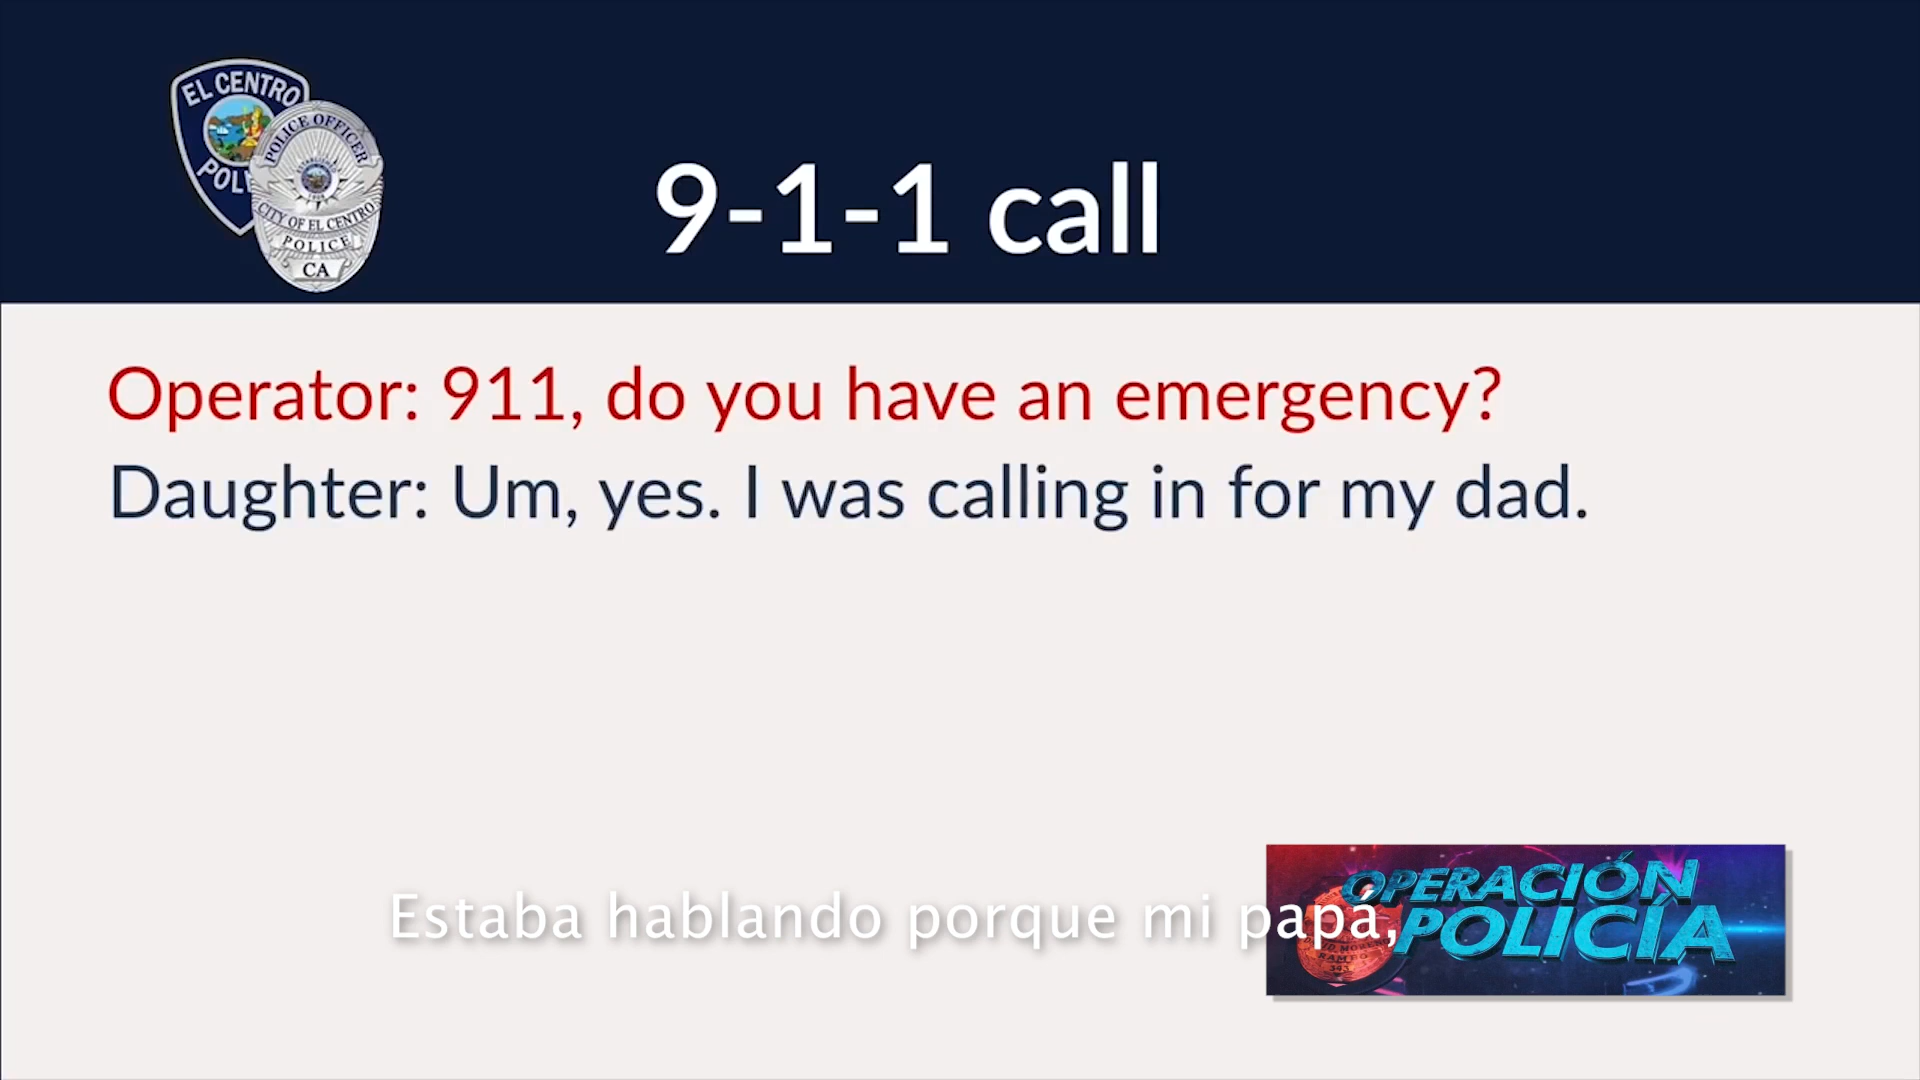 EL CENTRO
POLICE OFFICER
CITY OF EL CENTRO
POLICE
CA
9-1-1 call
Operator: 911, do you have an emergency?
Daughter: Um, yes. I was calling in for my dad.
OPERACIÓN
POLICÍA
Estaba hablando porque mi papá,